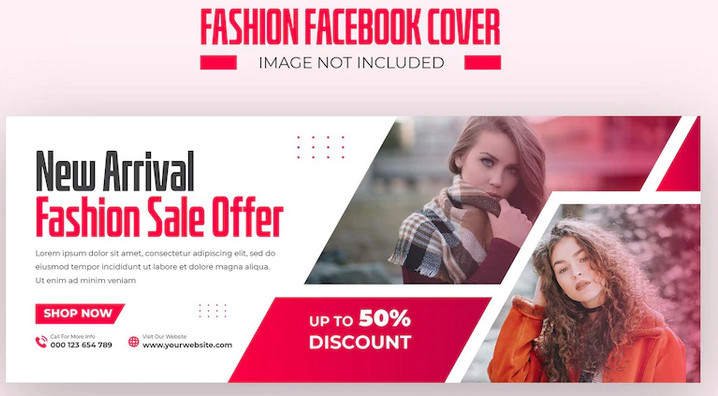 FASHION FACEBOOK COVER
IMAGE NOT INCLUDED
New Arrival
Fashion Sale Offer
Lorem ipsum dolor sit amet, consectetur adipiscing elit, sed do
eiusmod tempor incididunt ut labore et dolore magna aliqua.
Ut enim ad minim veniam
SHOP NOW
Call For More Info
000 123 654 789
Visit Our Website
www.yourwebsite.com
UP TO 50%
DISCOUNT